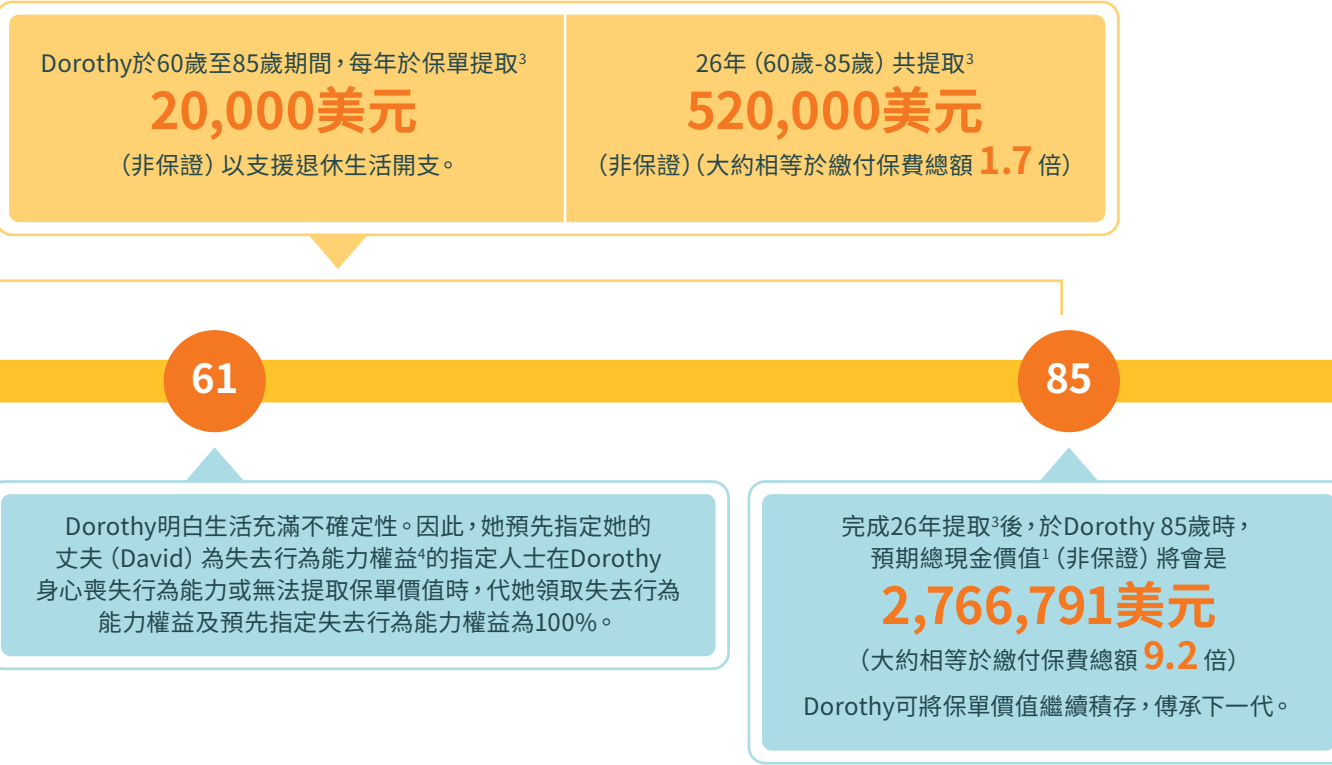 Dorothy於60歲至85歲期間，每年於保單提取3
20,000美元
（非保證）以支援退休生活開支。
26年（60歲-85歲）共提取3
520,000美元
（非保證）（大約相等於繳付保費總額 1.7 倍）
61
85
Dorothy明白生活充滿不確定性。因此，她預先指定她的
丈夫（David）為失去行為能力權益4的指定人士在Dorothy
身心喪失行為能力或無法提取保單價值時，代她領取失去行為
能力權益及預先指定失去行為能力權益為100%。
完成26年提取3後，於Dorothy 85歲時，
預期總現金價值1（非保證）將會是
2,766,791美元
（大約相等於繳付保費總額 9.2 倍）
Dorothy可將保單價值繼續積存，傳承下一代。